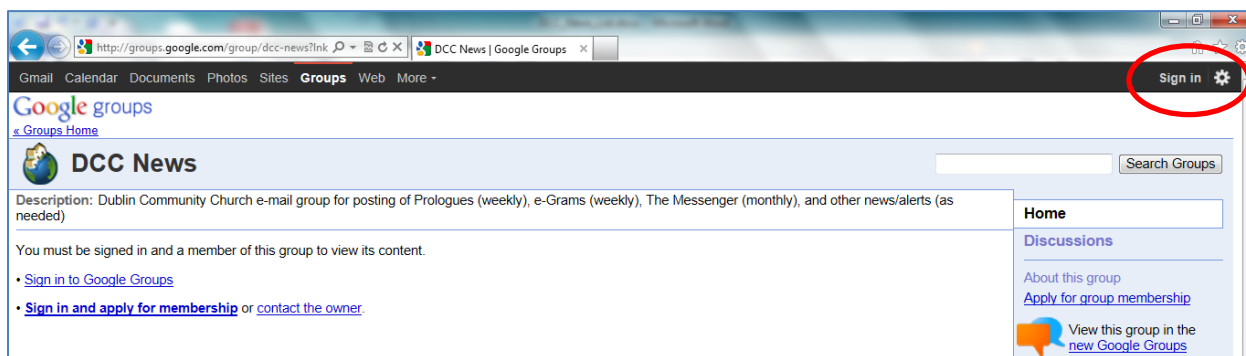 http://groups.google.com/group/dcc-news?lnk
DCC News | Google Groups
Gmail Calendar Documents Photos Sites Groups Web More
Sign in
Google groups
« Groups Home
DCC News
Search Groups
Description: Dublin Community Church e-mail group for posting of Prologues (weekly), e-Grams (weekly), The Messenger (monthly), and other news/alerts (as
needed)
Home
You must be signed in and a member of this group to view its content.
Discussions
• Sign in to Google Groups
About this group
• Sign in and apply for membership or contact the owner.
Apply for group membership
View this group in the
new Google Groups